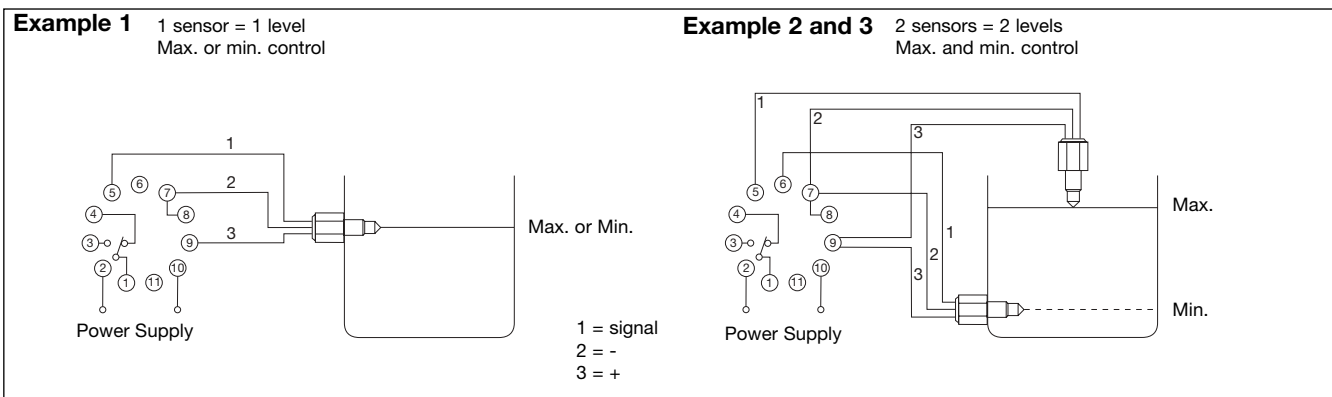 Example 1 1 sensor = 1 level
Max. or min. control
1
5 6 7 2
4 8
3 9 3
2 10
1 11
Max. or Min.
Power Supply
1 = signal
2 = -
3 = +
Example 2 and 3 2 sensors = 2 levels
Max. and min. control
1
2
3
5 6 7
4 8
3 9
2 10
1 11
1
2
3
Max.
Min.
Power Supply